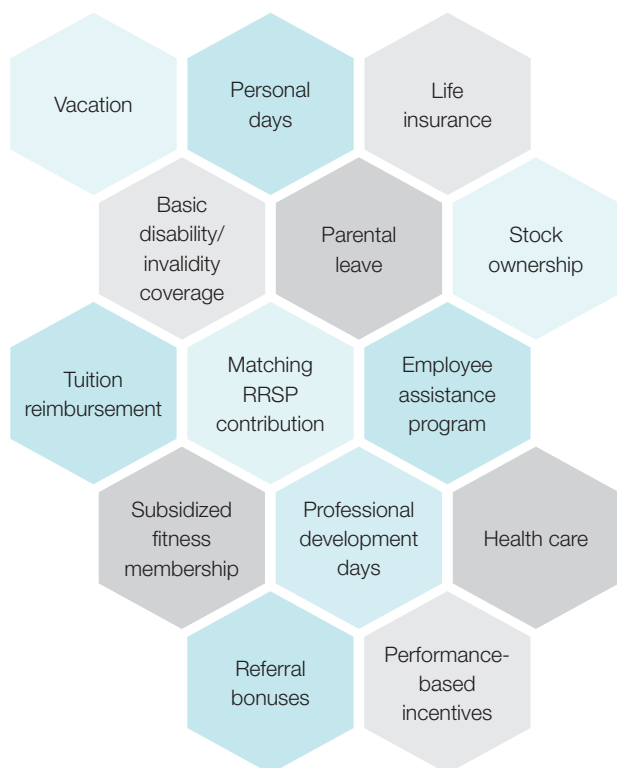 Vacation
Personal
days
Life
insurance
Basic
disability/
invalidity
coverage
Parental
leave
Stock
ownership
Tuition
reimbursement
Matching
RRSP
contribution
Employee
assistance
program
Subsidized
fitness
membership
Professional
development
days
Health care
Referral
bonuses
Performance-
based
incentives